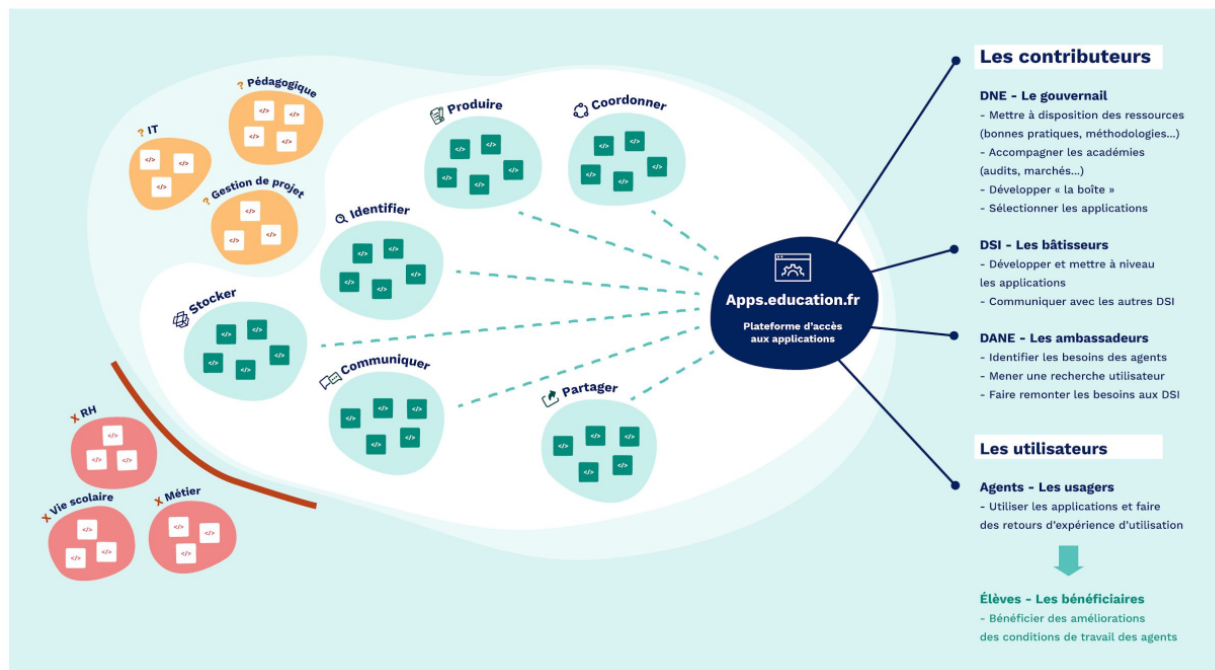 ? Pédagogique
? IT
? Gestion de projet
Produire
Coordonner
Identifier
Stocker
Communiquer
Partager
X RH
X Vie scolaire
X Métier
</>
Apps.education.fr
Plateforme d'accès
aux applications
Les contributeurs
DNE - Le gouvernail
- Mettre à disposition des ressources
(bonnes pratiques, méthodologies...)
- Accompagner les académies
(audits, marchés...)
- Développer « la boîte »
- Sélectionner les applications
DSI - Les bâtisseurs
- Développer et mettre à niveau
les applications
- Communiquer avec les autres DSI
DANE - Les ambassadeurs
- Identifier les besoins des agents
- Mener une recherche utilisateur
- Faire remonter les besoins aux DSI
Les utilisateurs
Agents - Les usagers
- Utiliser les applications et faire
des retours d'expérience d'utilisation
Élèves - Les bénéficiaires
- Bénéficier des améliorations
des conditions de travail des agents